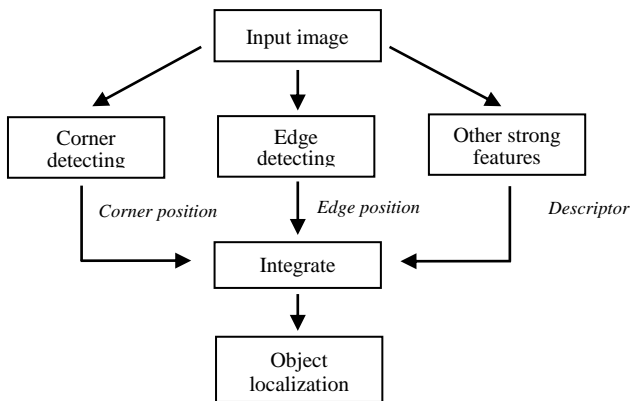 Input image
Corner
detecting
Edge
detecting
Other strong
features
Corner position
Edge position
Descriptor
Integrate
Object
localization